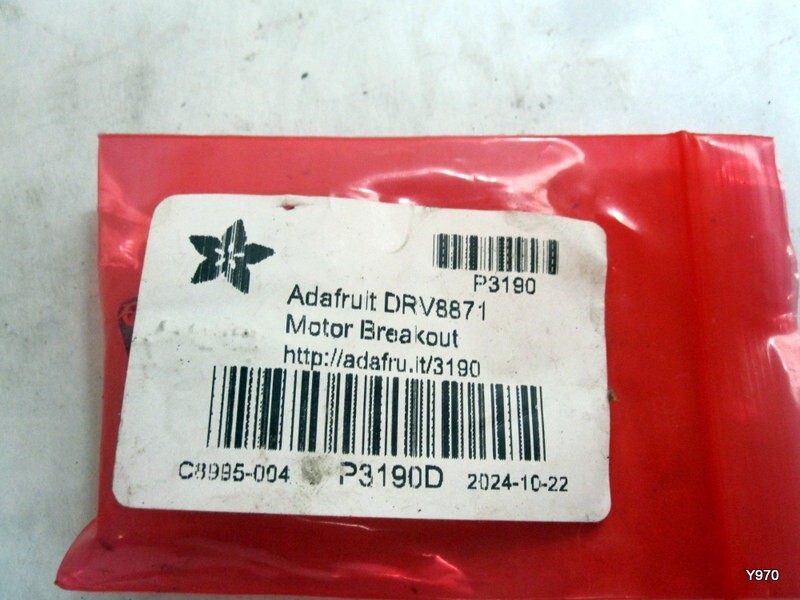 P3190
Adafruit DRV8871
Motor Breakout
http://adafru.it/3190
C8995-004 P3190D 2024-10-22
Y970